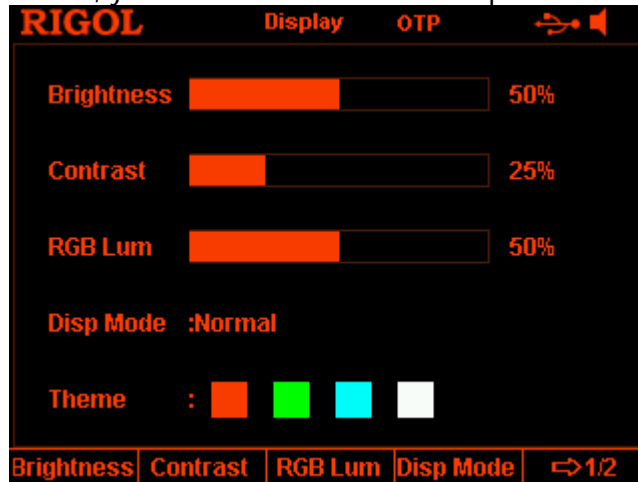 RIGOL Display OTP
Brightness 50%
Contrast 25%
RGB Lum 50%
Disp Mode :Normal
Theme :
Brightness Contrast RGB Lum Disp Mode ⇨1/2